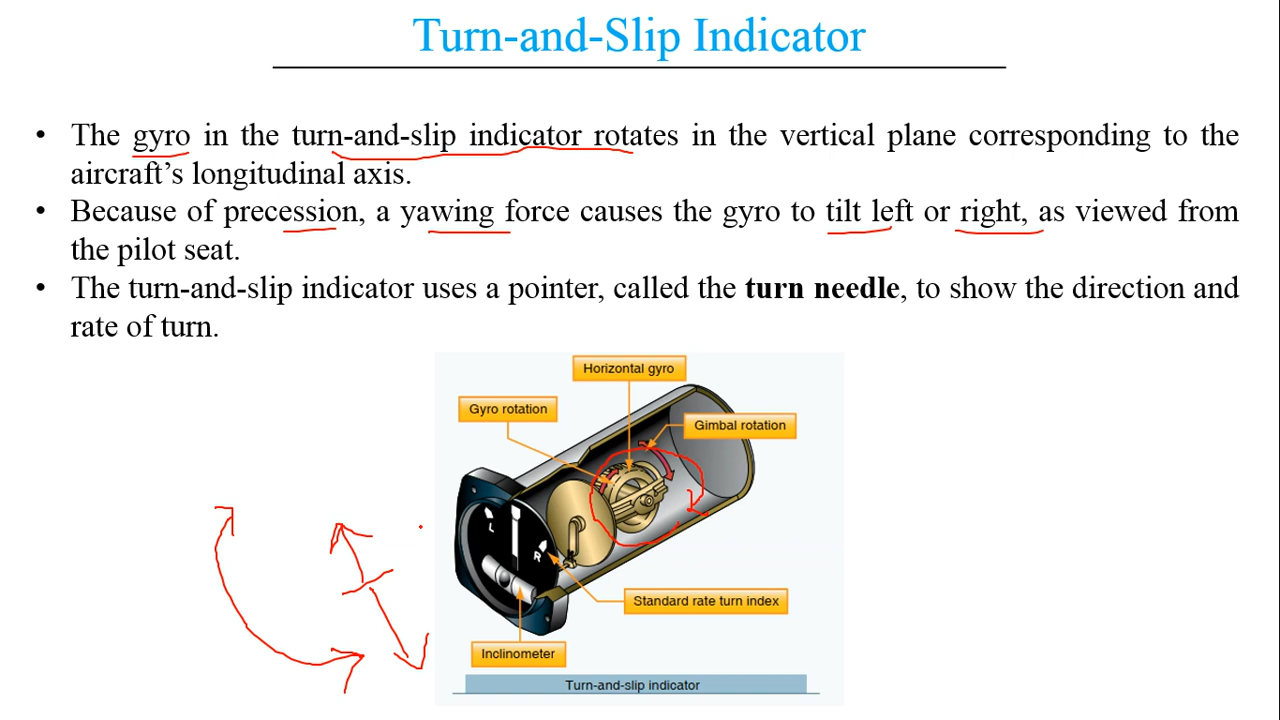 Turn-and-Slip Indicator
• The gyro in the turn-and-slip indicator rotates in the vertical plane corresponding to the
aircraft’s longitudinal axis.
• Because of precession, a yawing force causes the gyro to tilt left or right, as viewed from
the pilot seat.
• The turn-and-slip indicator uses a pointer, called the turn needle, to show the direction and
rate of turn.
Horizontal gyro
Gyro rotation
Gimbal rotation
L
R
Standard rate turn index
Inclinometer
Turn-and-slip indicator